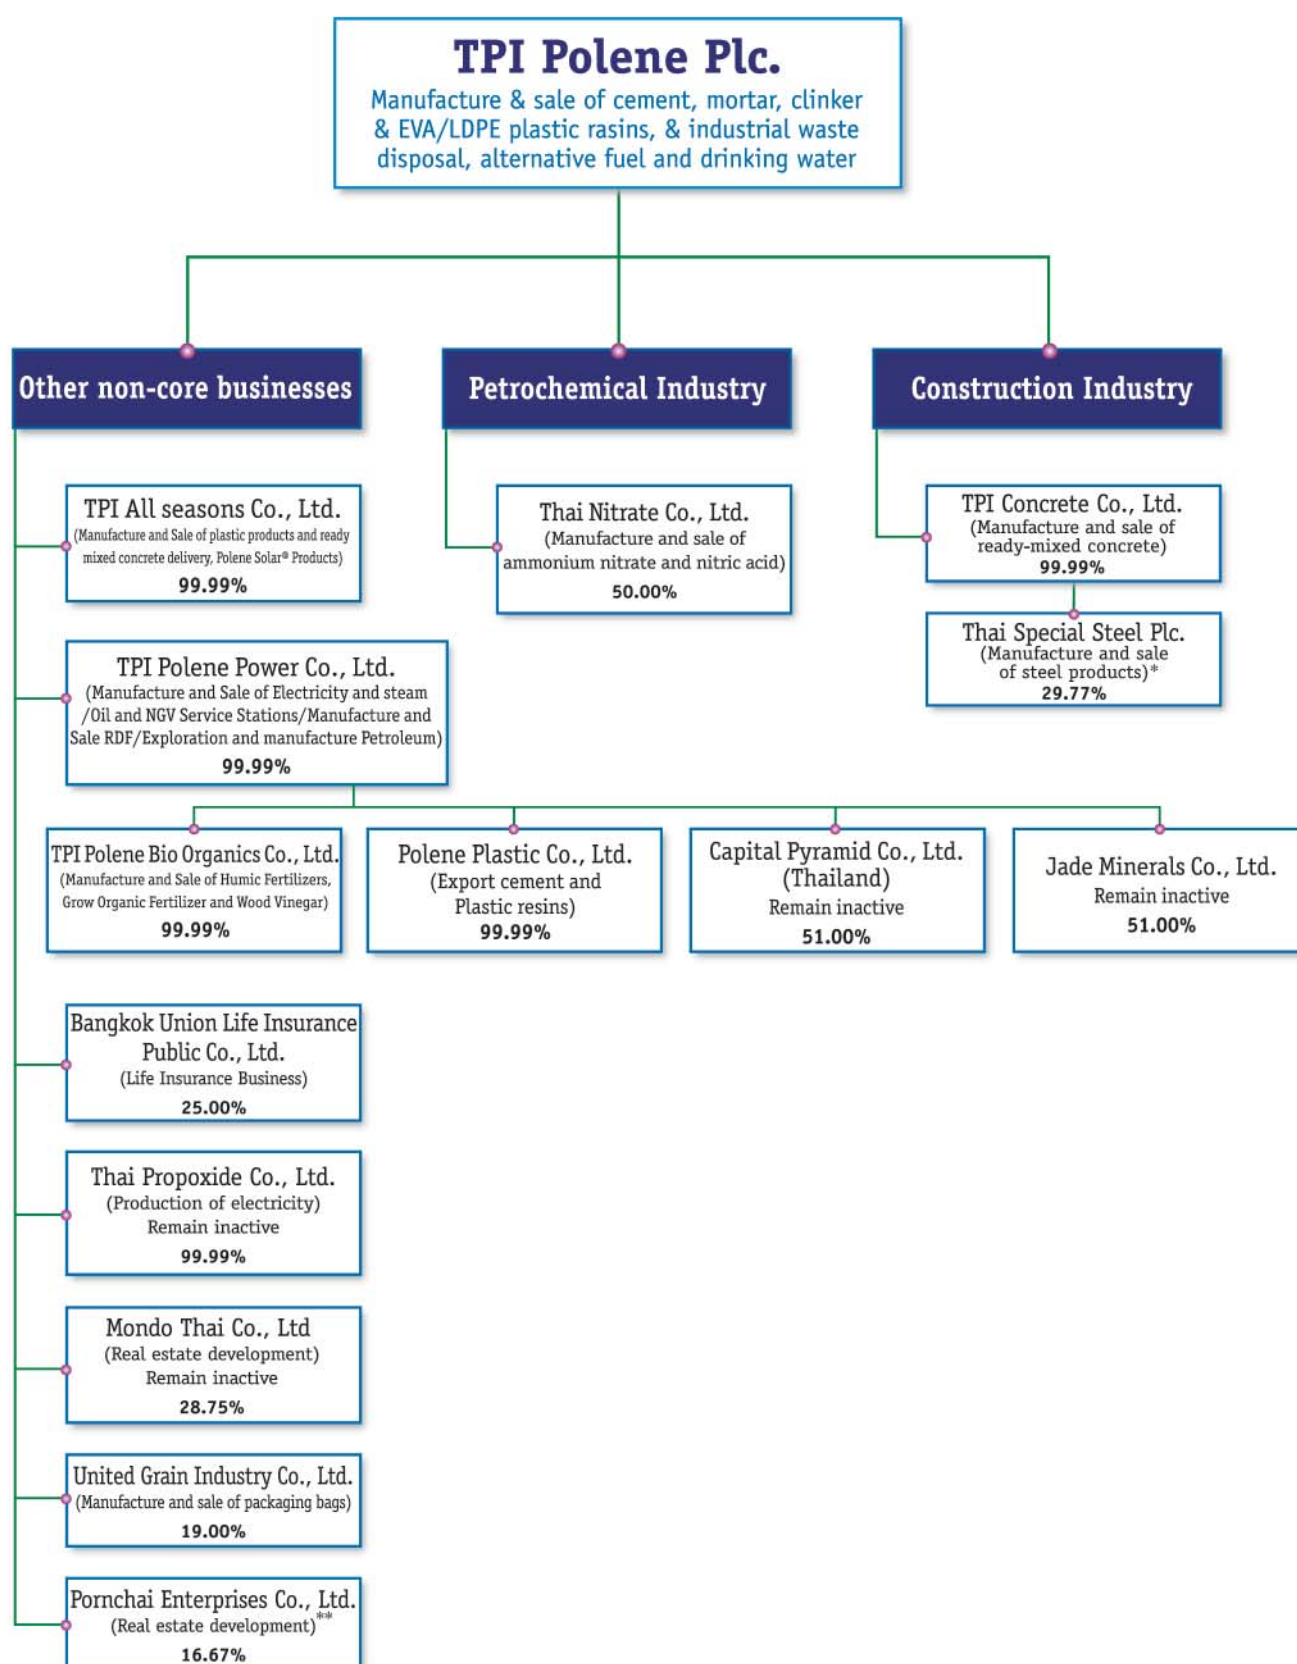 TPI Polene Plc.
Manufacture & sale of cement, mortar, clinker
& EVA/LDPE plastic rasins, & industrial waste
disposal, alternative fuel and drinking water
Other non-core businesses
Petrochemical Industry
Construction Industry
TPI All seasons Co., Ltd.
(Manufacture and Sale of plastic products and ready
mixed concrete delivery, Polene Solar® Products)
99.99%
Thai Nitrate Co., Ltd.
(Manufacture and sale of
ammonium nitrate and nitric acid)
50.00%
TPI Concrete Co., Ltd.
(Manufacture and sale of
ready-mixed concrete)
99.99%
Thai Special Steel Plc.
(Manufacture and sale
of steel products)*
29.77%
TPI Polene Power Co., Ltd.
(Manufacture and Sale of Electricity and steam
/Oil and NGV Service Stations/Manufacture and
Sale RDF/Exploration and manufacture Petroleum)
99.99%
TPI Polene Bio Organics Co., Ltd.
(Manufacture and Sale of Humic Fertilizers,
Grow Organic Fertilizer and Wood Vinegar)
99.99%
Polene Plastic Co., Ltd.
(Export cement and
Plastic resins)
99.99%
Capital Pyramid Co., Ltd.
(Thailand)
Remain inactive
51.00%
Jade Minerals Co., Ltd.
Remain inactive
51.00%
Bangkok Union Life Insurance
Public Co., Ltd.
(Life Insurance Business)
25.00%
Thai Propoxide Co., Ltd.
(Production of electricity)
Remain inactive
99.99%
Mondo Thai Co., Ltd
(Real estate development)
Remain inactive
28.75%
United Grain Industry Co., Ltd.
(Manufacture and sale of packaging bags)
19.00%
Pornchai Enterprises Co., Ltd.
(Real estate development)**
16.67%